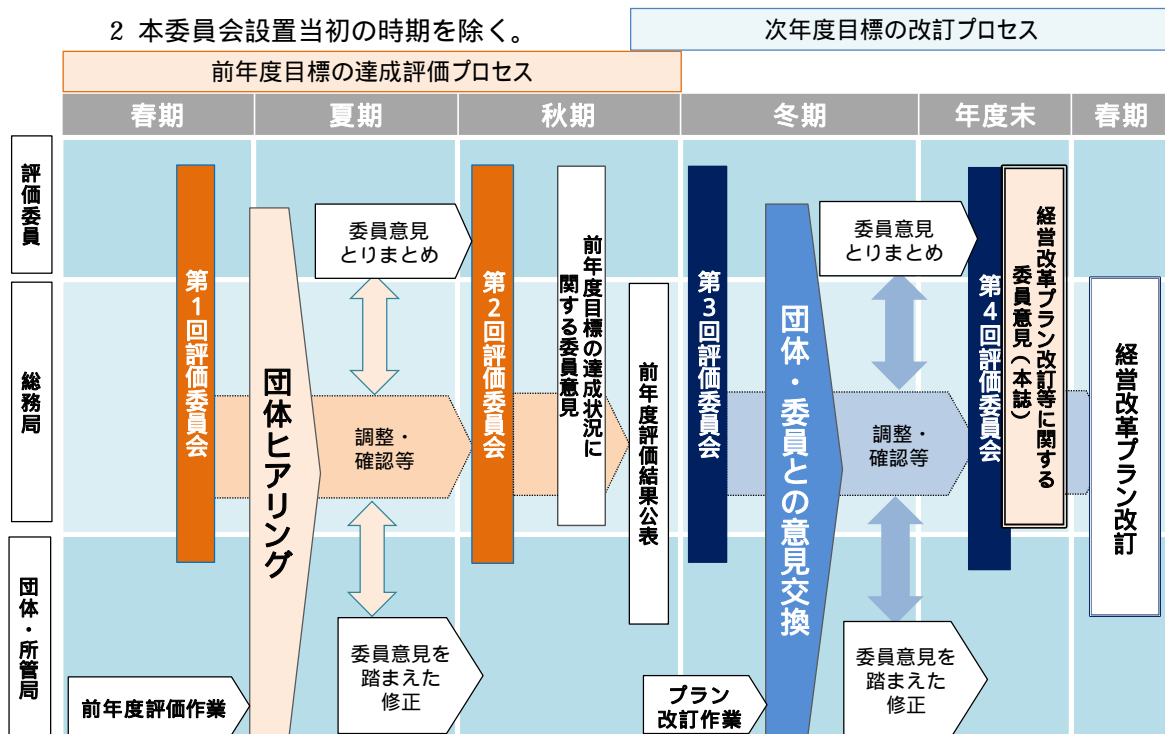 2 本委員会設置当初の時期を除く。
次年度目標の改訂プロセス
前年度目標の達成評価プロセス
春期
夏期
秋期
冬期
年度末
春期
評価委員
総務局
団体・所管局
第1回評価委員会
団体ヒアリング
委員意見
とりまとめ
調整・
確認等
委員意見を
踏まえた
修正
前年度評価作業
第2回評価委員会
前年度目標の達成状況に
関する委員意見
前年度評価結果公表
第3回評価委員会
団体・委員との意見交換
プラン
改訂作業
委員意見
とりまとめ
調整・
確認等
委員意見を
踏まえた
修正
第4回評価委員会
経営改革プラン改訂等に関する
委員意見(本誌)
経営改革プラン改訂